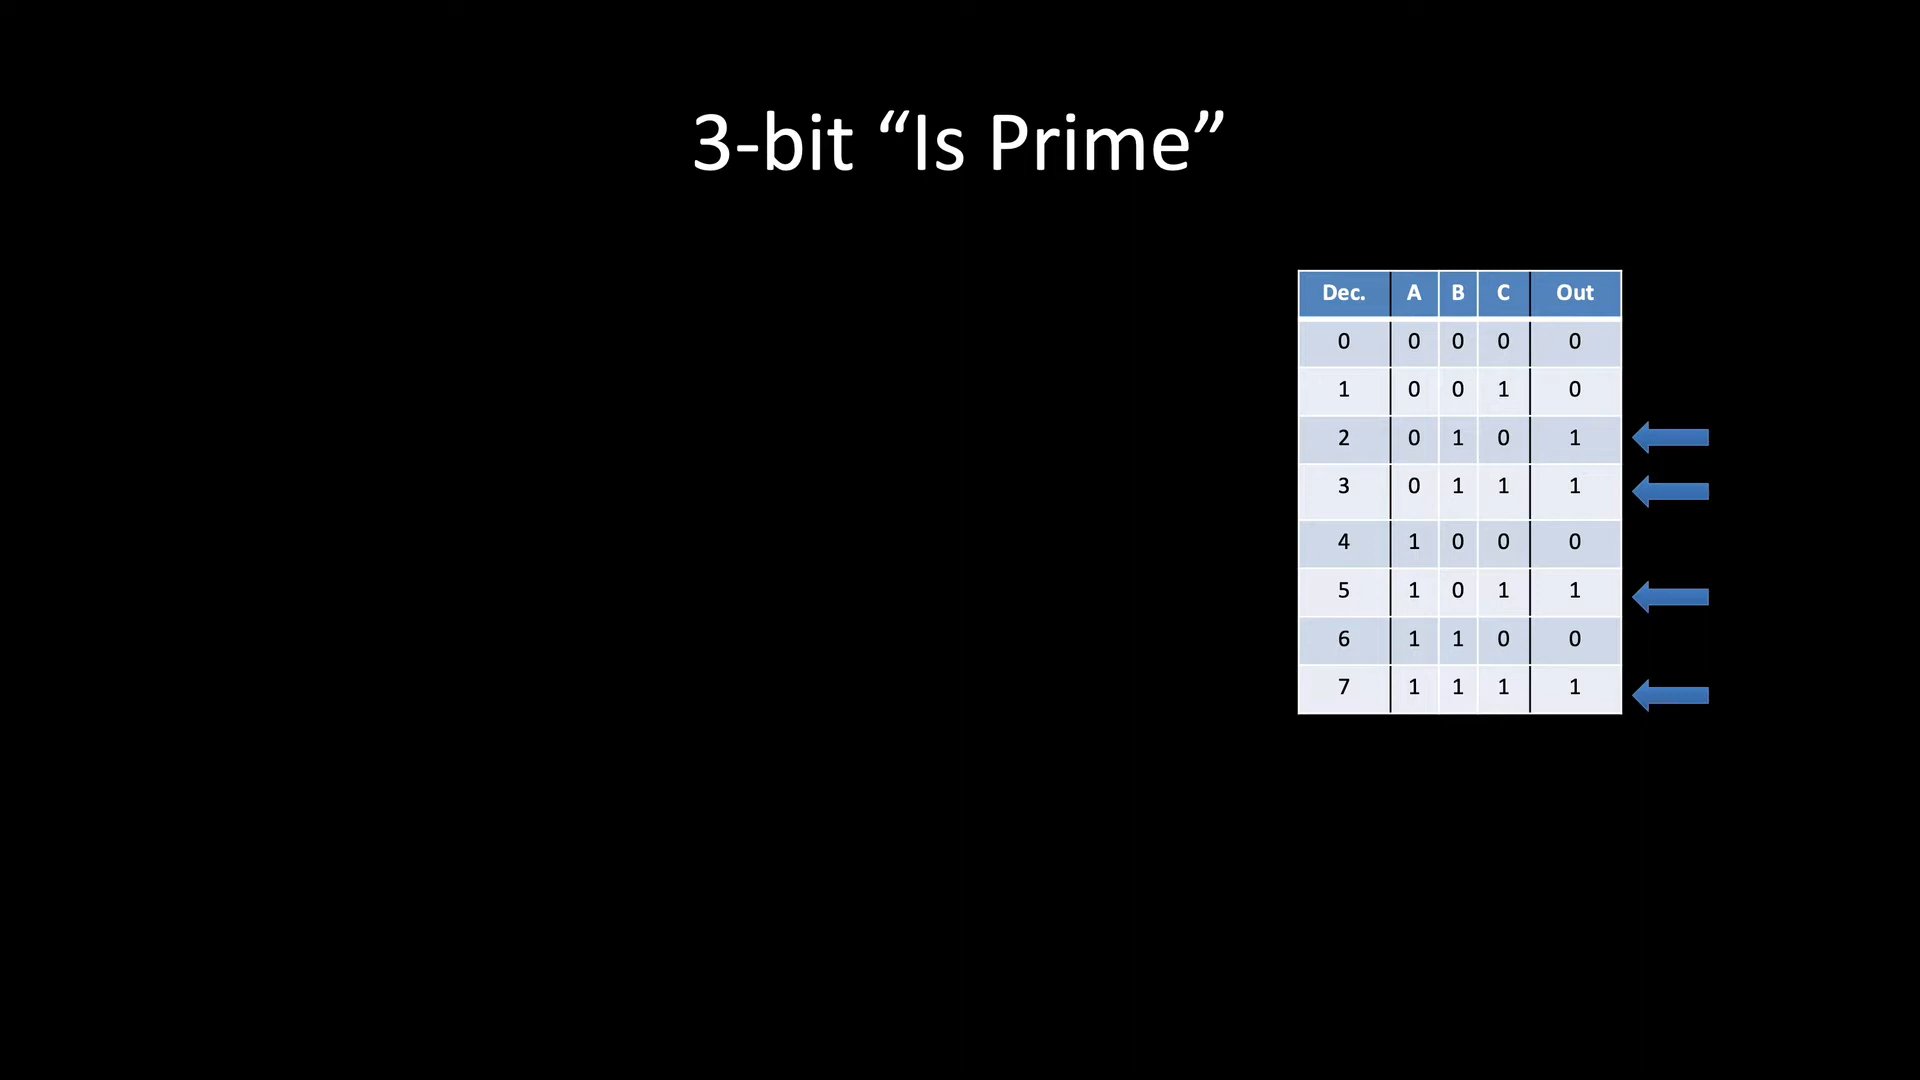 3-bit “Is Prime”
Dec. A B C Out
0 0 0 0 0
1 0 0 1 0
2 0 1 0 1
3 0 1 1 1
4 1 0 0 0
5 1 0 1 1
6 1 1 0 0
7 1 1 1 1